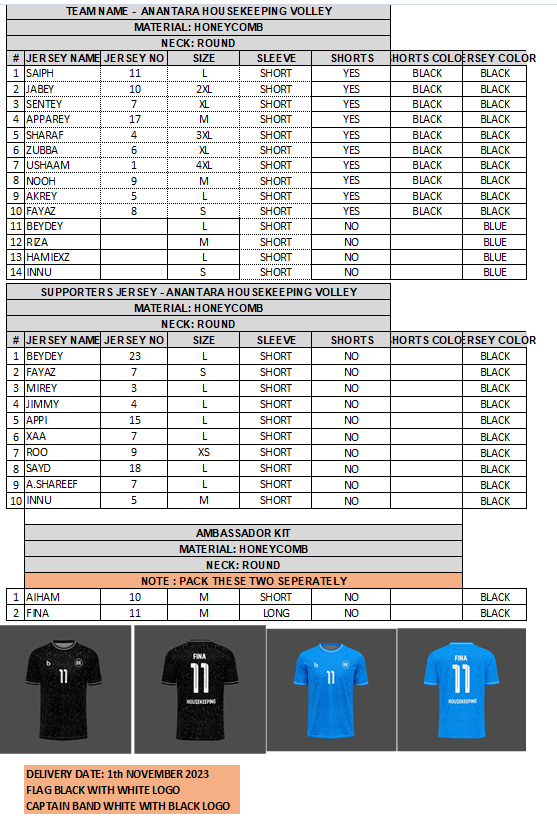 TEAM NAME - ANANTARA HOUSEKEEPING VOLLEY
MATERIAL: HONEYCOMB
NECK: ROUND
# JERSEY NAME JERSEY NO SIZE SLEEVE SHORTS HORTS COLO ERSEY COLOR
1 SAIPH 11 L SHORT YES BLACK BLACK
2 JABEY 10 2XL SHORT YES BLACK BLACK
3 SENTEY 7 XL SHORT YES BLACK BLACK
4 APPAREY 17 M SHORT YES BLACK BLACK
5 SHARAF 4 3XL SHORT YES BLACK BLACK
6 ZUBBA 6 XL SHORT YES BLACK BLACK
7 USHAAM 1 4XL SHORT YES BLACK BLACK
8 NOOH 9 M SHORT YES BLACK BLACK
9 AKREY 5 L SHORT YES BLACK BLACK
10 FAYAZ 8 S SHORT YES BLACK BLACK
11 BEYDEY L SHORT NO BLUE
12 RIZA M SHORT NO BLUE
13 HAMIEXZ L SHORT NO BLUE
14 INNU S SHORT NO BLUE
SUPPORTERS JERSEY - ANANTARA HOUSEKEEPING VOLLEY
MATERIAL: HONEYCOMB
NECK: ROUND
# JERSEY NAME JERSEY NO SIZE SLEEVE SHORTS HORTS COLO ERSEY COLOR
1 BEYDEY 23 L SHORT NO BLACK
2 FAYAZ 7 S SHORT NO BLACK
3 MIREY 3 L SHORT NO BLACK
4 JIMMY 4 L SHORT NO BLACK
5 APPI 15 L SHORT NO BLACK
6 XAA 7 L SHORT NO BLACK
7 ROO 9 XS SHORT NO BLACK
8 SAYD 18 L SHORT NO BLACK
9 A.SHAREEF 7 L SHORT NO BLACK
10 INNU 5 M SHORT NO BLACK
AMBASSADOR KIT
MATERIAL: HONEYCOMB
NECK: ROUND
NOTE : PACK THESE TWO SEPERATELY
1 AIHAM 10 M SHORT NO BLACK
2 FINA 11 M LONG NO BLACK
11
FINA
11
HOUSEKEEPING
11
FINA
11
HOUSEKEEPING
DELIVERY DATE: 1th NOVEMBER 2023
FLAG BLACK WITH WHITE LOGO
CAPTAIN BAND WHITE WITH BLACK LOGO